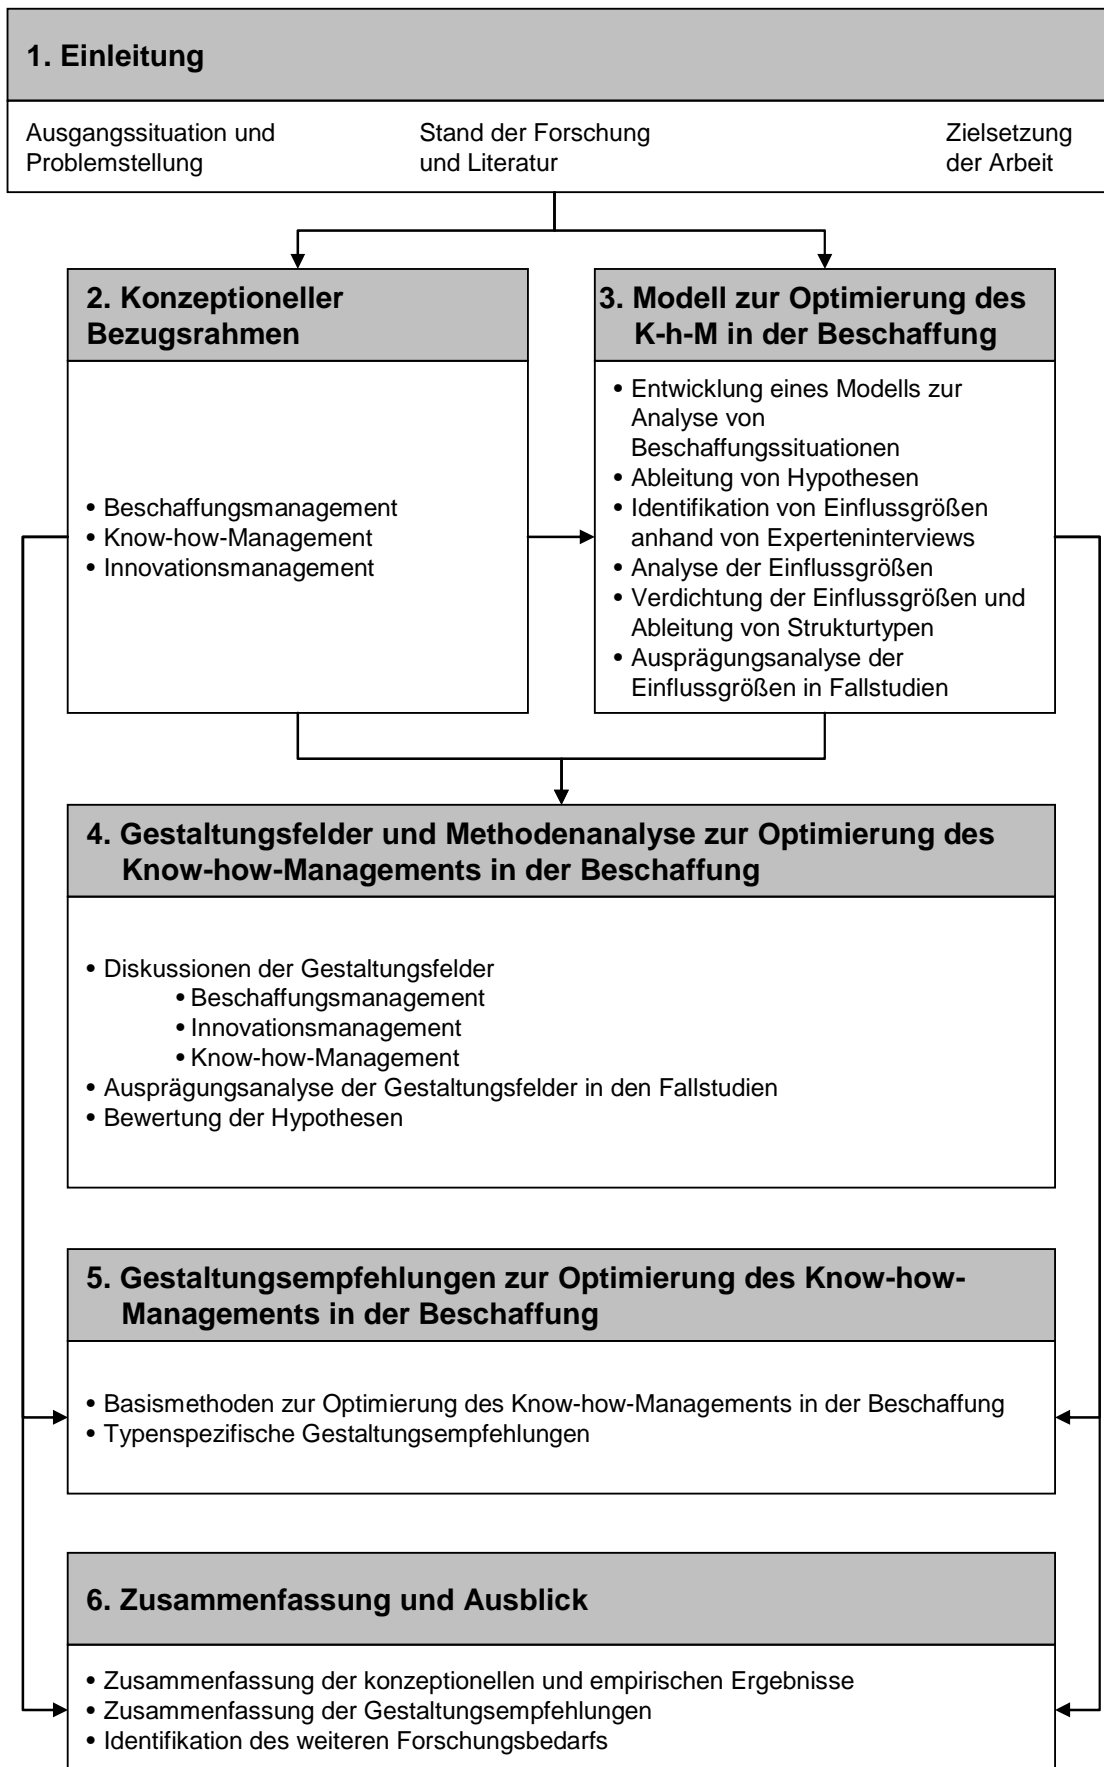 1. Einleitung
Ausgangssituation und
Problemstellung
Stand der Forschung
und Literatur
Zielsetzung
der Arbeit
2. Konzeptioneller
Bezugsrahmen
• Beschaffungsmanagement
• Know-how-Management
• Innovationsmanagement
3. Modell zur Optimierung des
K-h-M in der Beschaffung
• Entwicklung eines Modells zur
Analyse von
Beschaffungssituationen
• Ableitung von Hypothesen
• Identifikation von Einflussgrößen
anhand von Experteninterviews
• Analyse der Einflussgrößen
• Verdichtung der Einflussgrößen und
Ableitung von Strukturtypen
• Ausprägungsanalyse der
Einflussgrößen in Fallstudien
4. Gestaltungsfelder und Methodenanalyse zur Optimierung des
Know-how-Managements in der Beschaffung
• Diskussionen der Gestaltungsfelder
• Beschaffungsmanagement
• Innovationsmanagement
• Know-how-Management
• Ausprägungsanalyse der Gestaltungsfelder in den Fallstudien
• Bewertung der Hypothesen
5. Gestaltungsempfehlungen zur Optimierung des Know-how-
Managements in der Beschaffung
• Basismethoden zur Optimierung des Know-how-Managements in der Beschaffung
• Typenspezifische Gestaltungsempfehlungen
6. Zusammenfassung und Ausblick
• Zusammenfassung der konzeptionellen und empirischen Ergebnisse
• Zusammenfassung der Gestaltungsempfehlungen
• Identifikation des weiteren Forschungsbedarfs